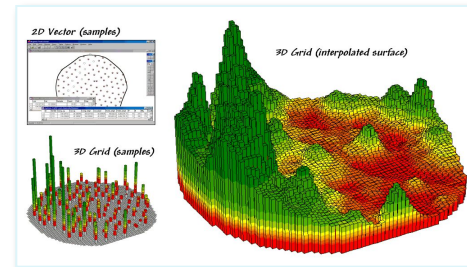 2D Vector (samples)
3D Grid (interpolated surface)
3D Grid (samples)